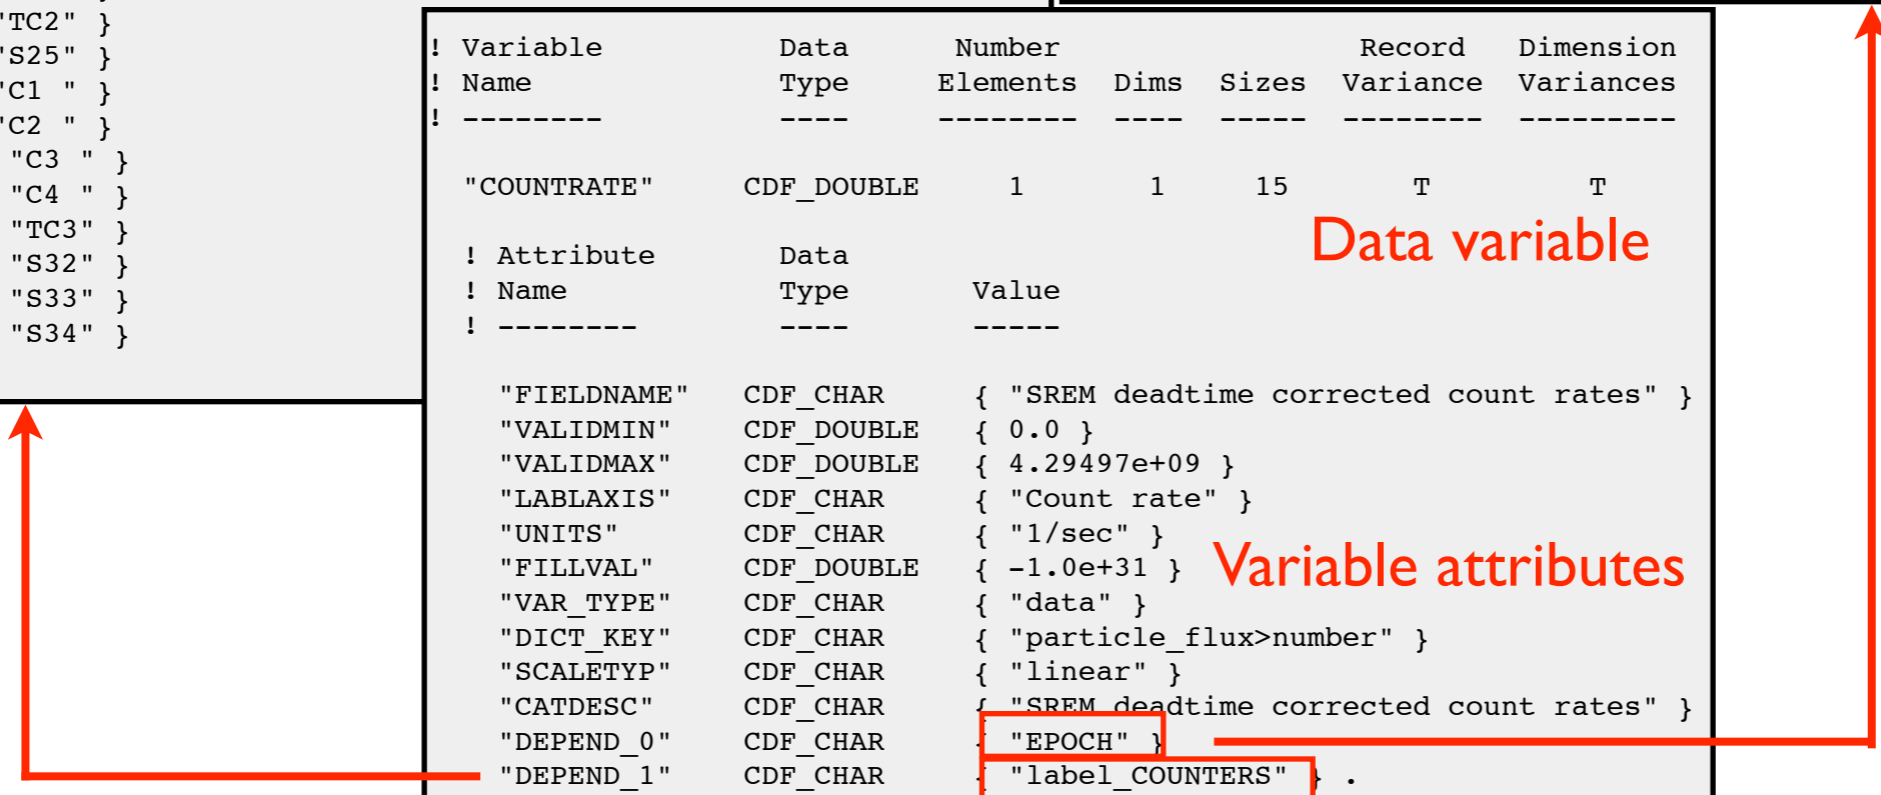 "TC2" }
"S25" }
"C1 " }
"C2 " }
"C3 " }
"C4 " }
"TC3" }
"S32" }
"S33" }
"S34" }
! Variable Data Number Record Dimension
! Name Type Elements Dims Sizes Variance Variances
! -------- ---- -------- ---- ----- -------- ---------
"COUNTRATE" CDF_DOUBLE 1 1 15 T T
Data variable
! Attribute Data
! Name Type Value
! -------- ---- -----
"FIELDNAME" CDF_CHAR { "SREM deadtime corrected count rates" }
"VALIDMIN" CDF_DOUBLE { 0.0 }
"VALIDMAX" CDF_DOUBLE { 4.29497e+09 }
"LABLAXIS" CDF_CHAR { "Count rate" }
"UNITS" CDF_CHAR { "1/sec" }
"FILLVAL" CDF_DOUBLE { -1.0e+31 }
Variable attributes
"VAR_TYPE" CDF_CHAR { "data" }
"DICT_KEY" CDF_CHAR { "particle_flux>number" }
"SCALETYP" CDF_CHAR { "linear" }
"CATDESC" CDF_CHAR { "SREM deadtime corrected count rates" }
"DEPEND_0" CDF_CHAR { "EPOCH" }
"DEPEND_1" CDF_CHAR { "label_COUNTERS" } .